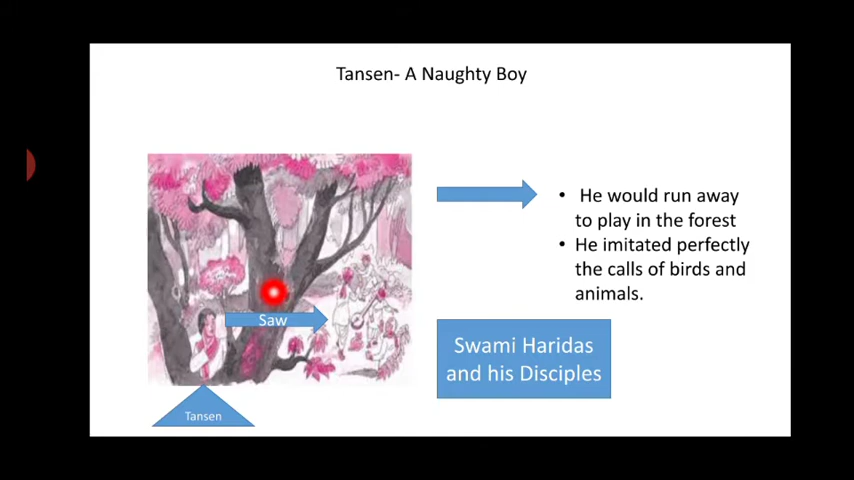 Tansen- A Naughty Boy
• He would run away
to play in the forest
• He imitated perfectly
the calls of birds and
animals.
Saw
Swami Haridas
and his Disciples
Tansen